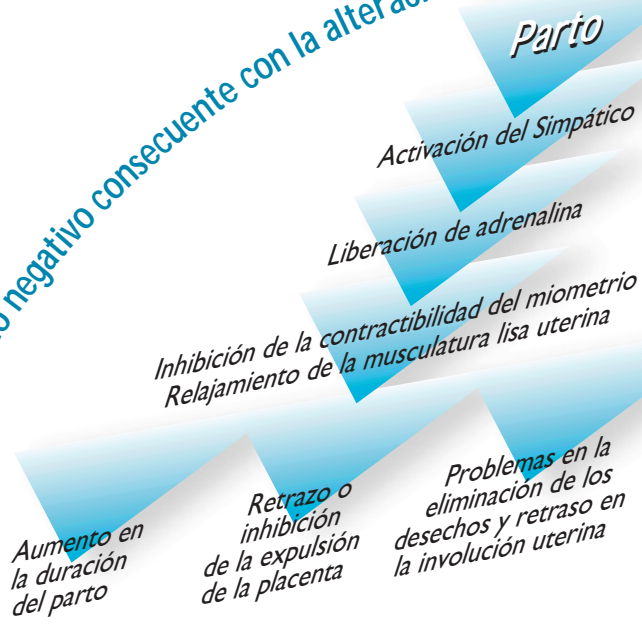 negativo consecuente con la
Parto
Activación del Simpático
Liberación de adrenalina
Inhibición de la contractibilidad del miometrio
Relajamiento de la musculatura lisa uterina
Aumento en
la duración
del parto
Retrazo o
inhibición
de la expulsión
de la placenta
Problemas en la
eliminación de los
desechos y retraso en
la involución uterina